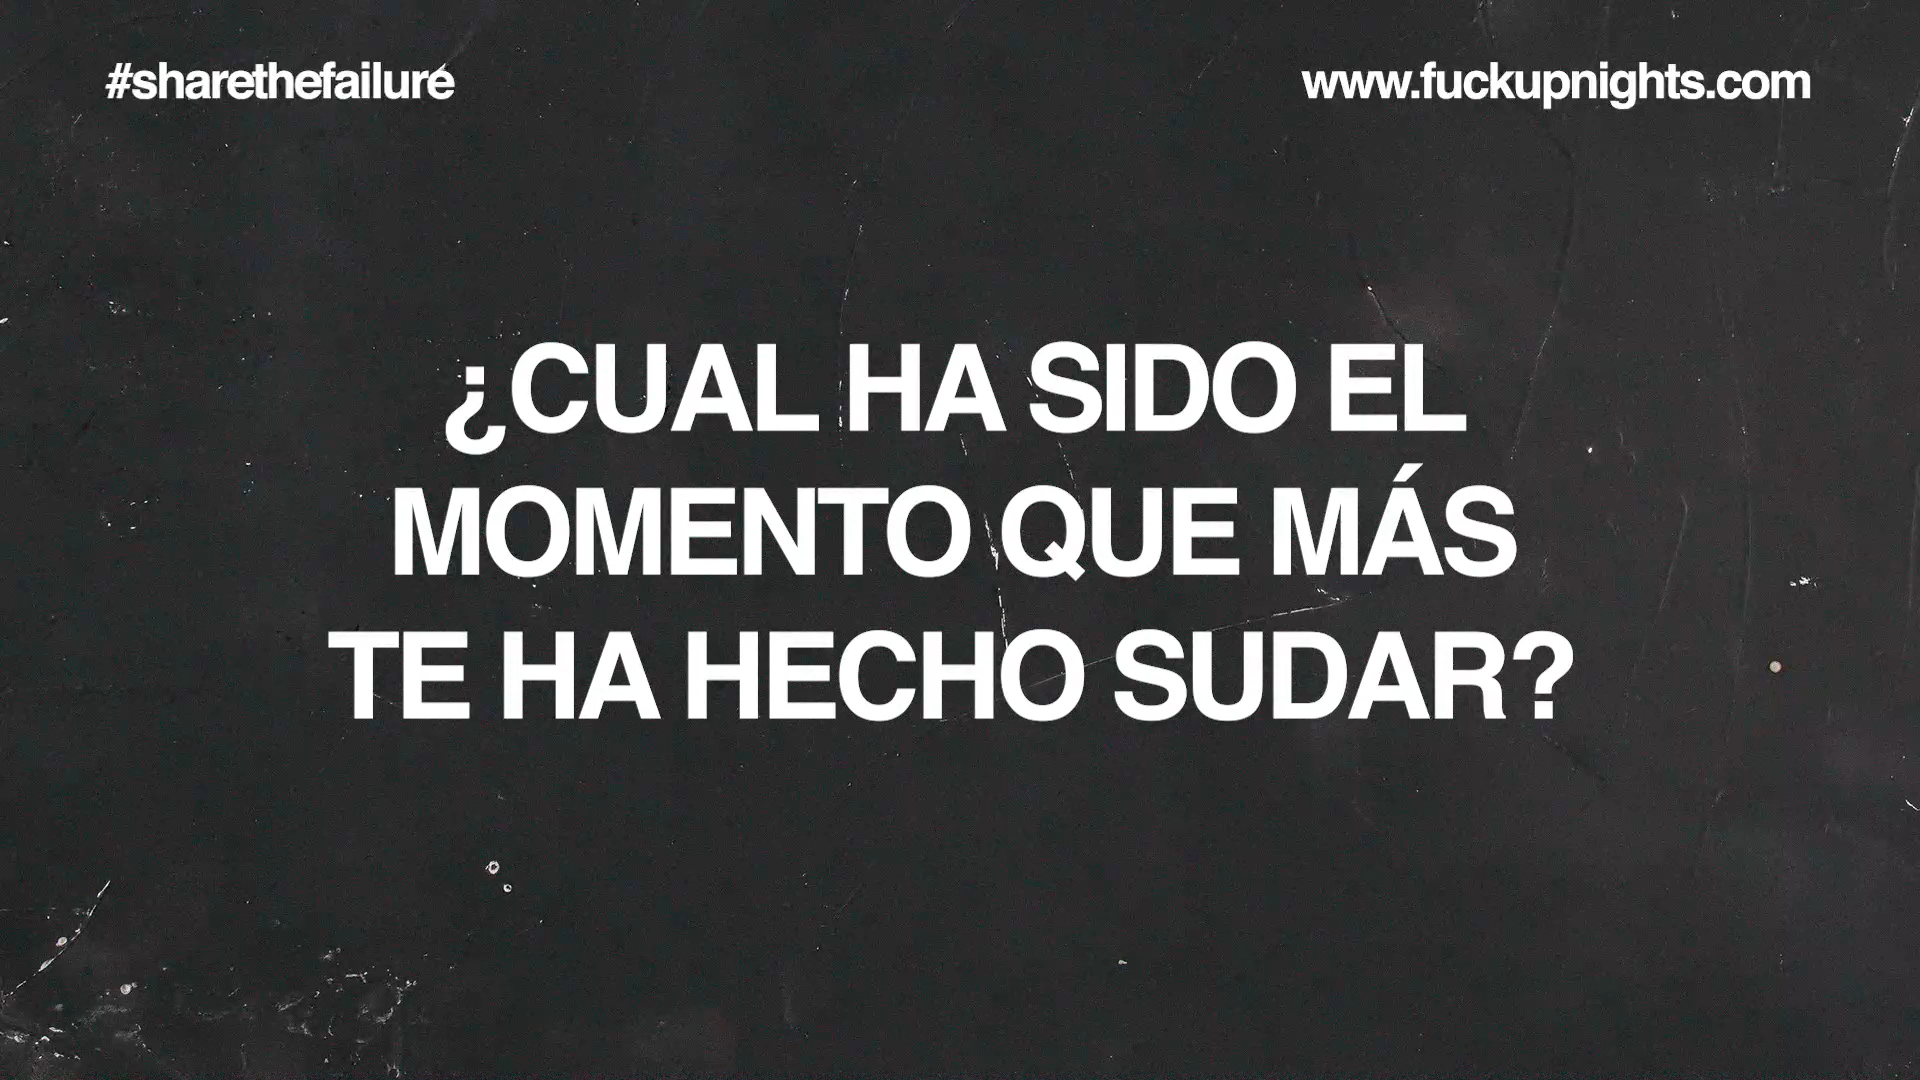 #sharethefailure
www.fuckupnights.com
¿CUAL HA SIDO EL
MOMENTO QUE MÁS
TE HA HECHO SUDAR?